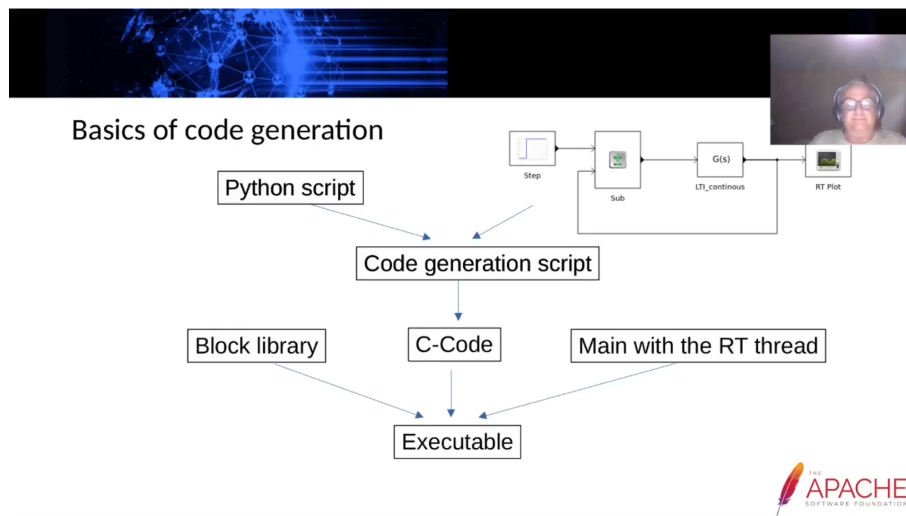 Basics of code generation
Step
Sub
G(s)
LTI_continous
RT Plot
Python script
Code generation script
Block library
C-Code
Main with the RT thread
Executable
THE
APACHE
SOFTWARE FOUNDATION